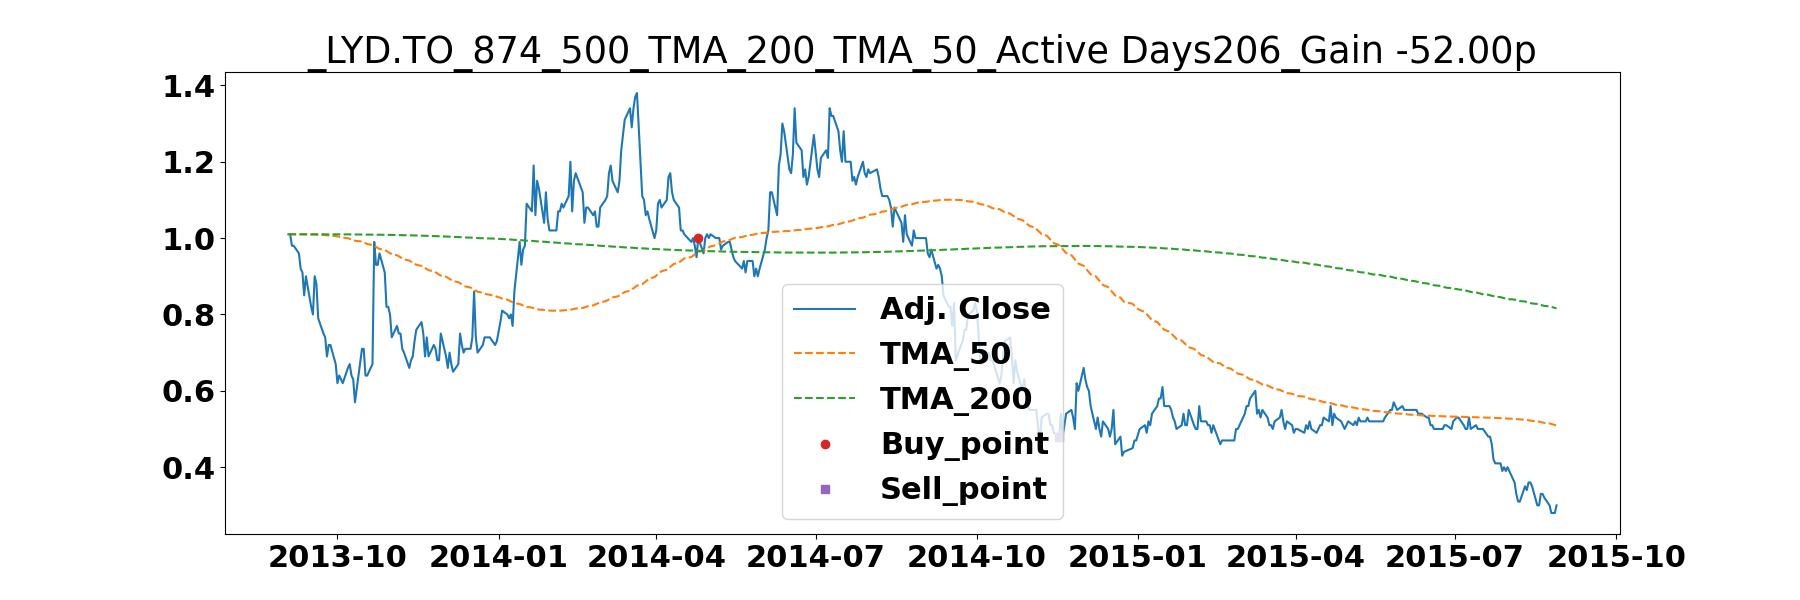 _LYD.TO_874_500_TMA_200_TMA_50_Active Days206_Gain -52.00p
1.4
1.2
1.0
0.8
0.6
0.4
Adj. Close
TMA_50
TMA_200
Buy_point
Sell_point
2013-10 2014-01 2014-04 2014-07 2014-10 2015-01 2015-04 2015-07 2015-10